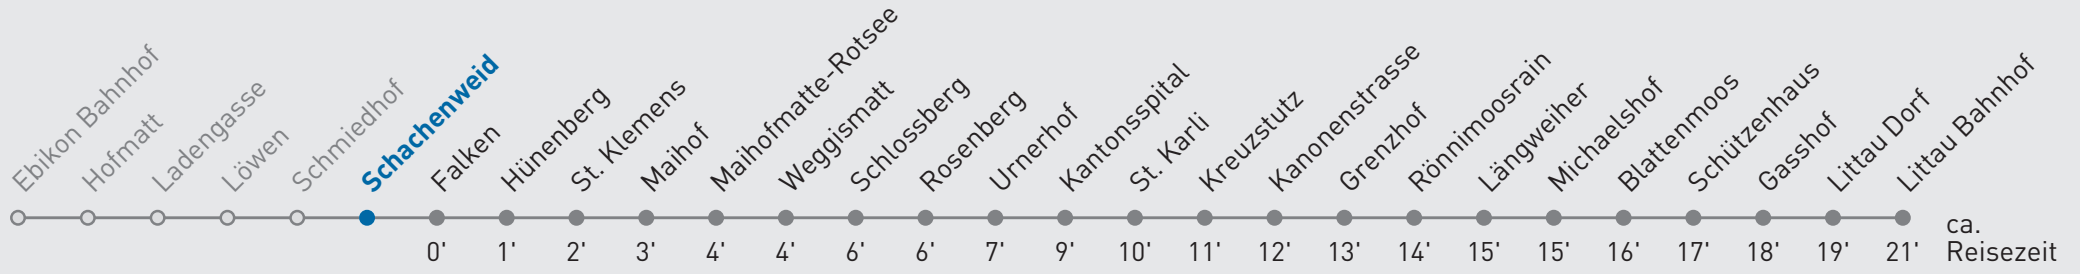 Ebikon Bahnhof
Hofmatt
Ladengasse
Löwen
Schmiedhof
Schachenweid
Falken
Hünenberg
St. Klemens
Maihof
Maihofmatte-Rotsee
Weggismatt
Schlossberg
Rosenberg
Urnerhof
Kantonsspital
St. Karli
Kreuzstutz
Kanonenstrasse
Grenzhof
Rönnimoosrain
Längweiher
Michaelshof
Blattenmoos
Schützenhaus
Gasshof
Littau Dorf
Littau Bahnhof
0' 1' 2' 3' 4' 4' 6' 6' 7' 9' 10' 11' 12' 13' 14' 15' 15' 16' 17' 18' 19' 21'
ca.
Reisezeit